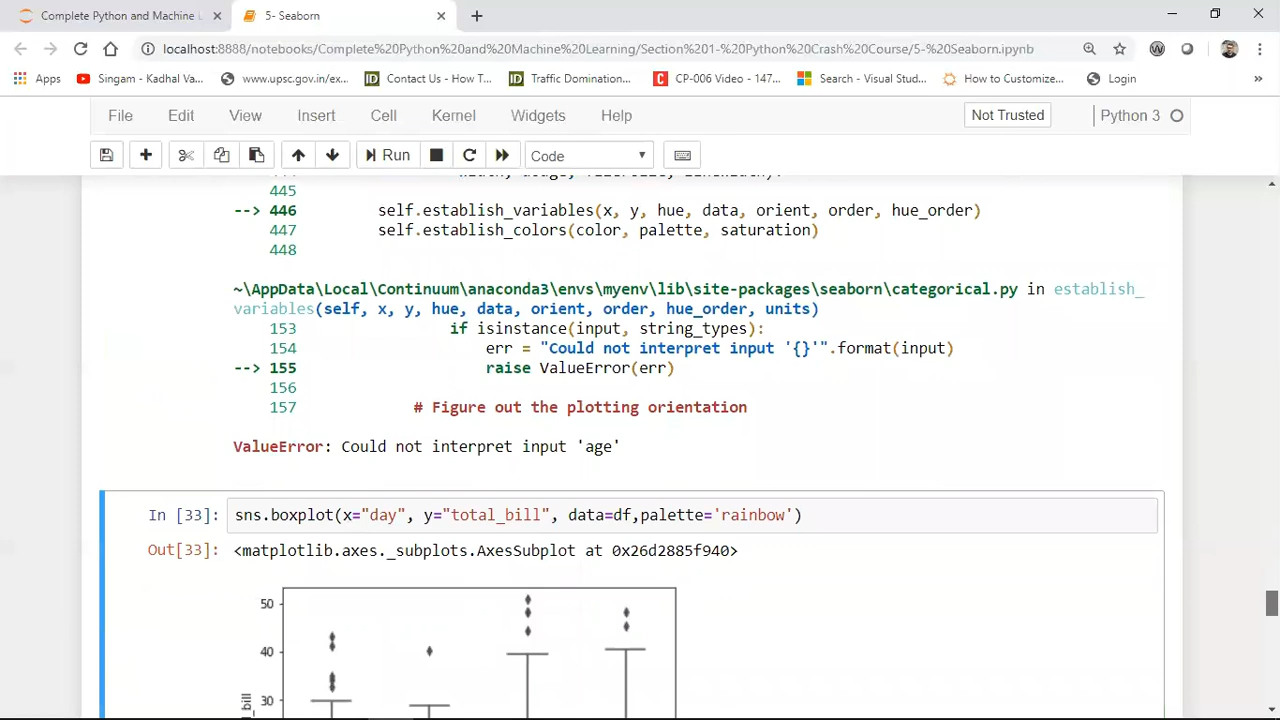 Complete Python and Machine L
5- Seaborn
localhost:8888/notebooks/Complete%20Python%20and%20Machine%20Learning/Section%201-%20Python%20Crash%20Course/5-%20Seaborn.ipynb
Apps
Singam - Kadhal Va...
www.upsc.gov.in/ex...
Contact Us - How T...
Traffic Domination...
CP-006 Video - 147...
Search - Visual Stud...
How to Customize...
Login
»
File Edit View Insert Cell Kernel Widgets Help
Not Trusted
Python 3
Run
Code
445
--> 446 self.establish_variables(x, y, hue, data, orient, order, hue_order)
447 self.establish_colors(color, palette, saturation)
448
~\AppData\Local\Continuum\anaconda3\envs\myenv\lib\site-packages\seaborn\categorical.py in establish_
variables(self, x, y, hue, data, orient, order, hue_order, units)
153 if isinstance(input, string_types):
154 err = "Could not interpret input '{}'".format(input)
--> 155 raise ValueError(err)
156
157 # Figure out the plotting orientation
ValueError: Could not interpret input 'age'
In [33]: sns.boxplot(x="day", y="total_bill", data=df,palette='rainbow')
Out[33]: <matplotlib.axes._subplots.AxesSubplot at 0x26d2885f940>
50
40
30